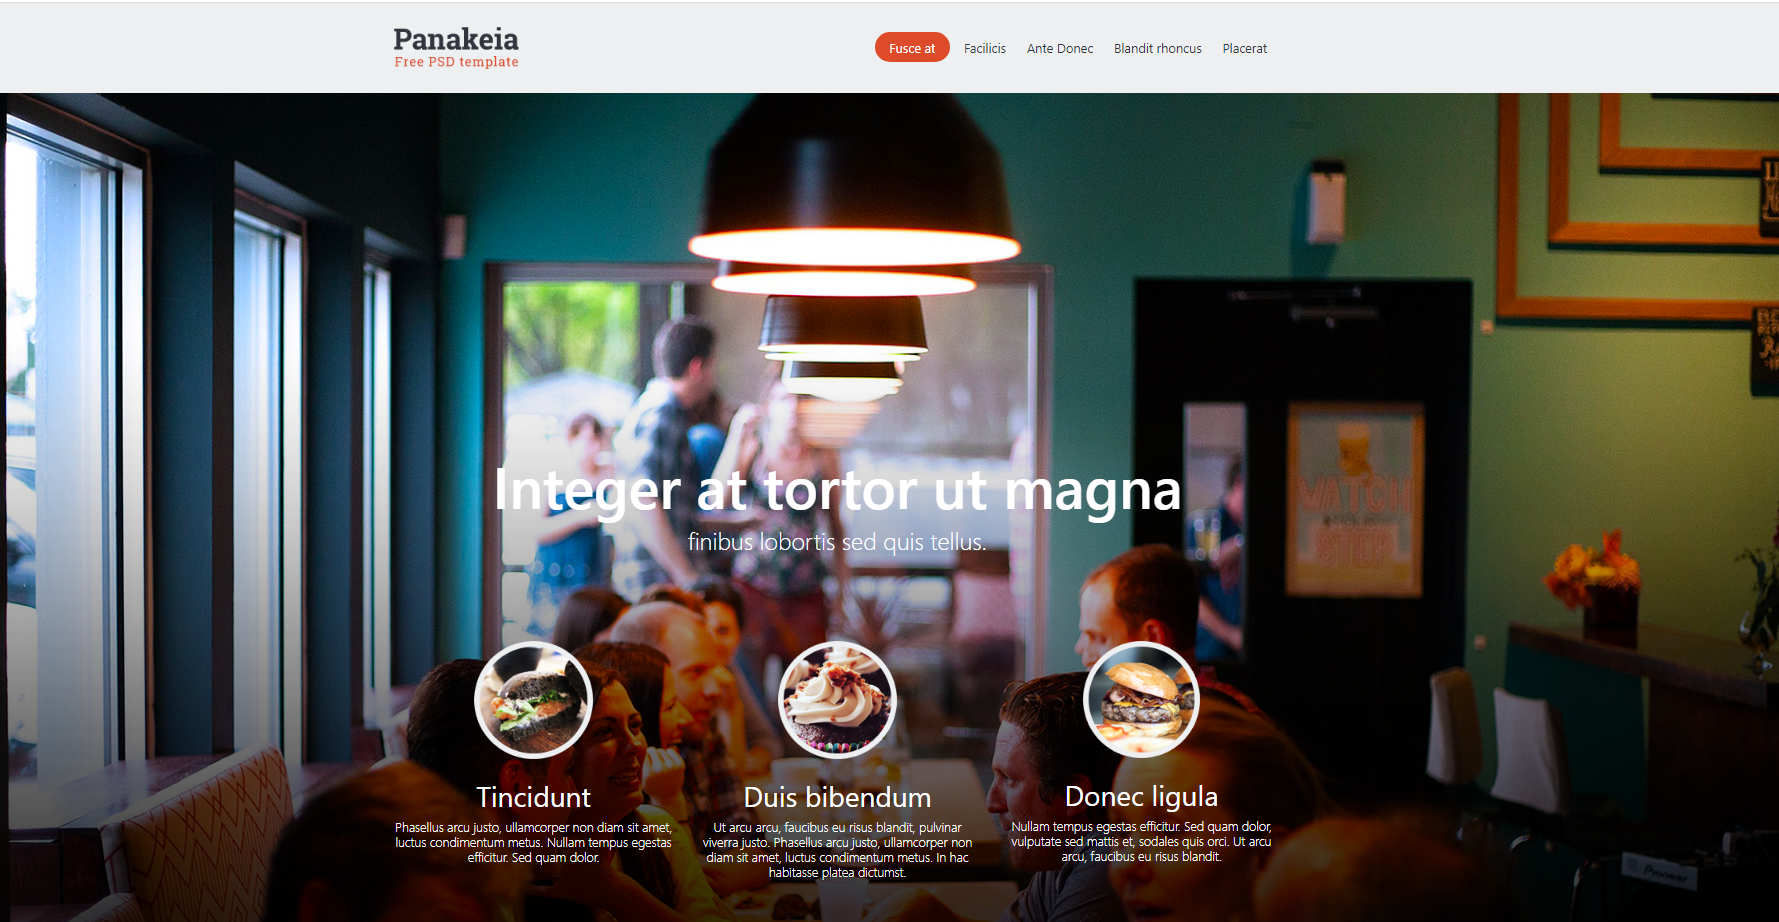 Panakeia
Free PSD template
Fusce at
Facilicis
Ante Donec
Blandit rhoncus
Placerat
WATCH
STOP
Integer at tortor ut magna
finibus lobortis sed quis tellus.
Tincidunt
Phasellus arcu justo, ullamcorper non diam sit amet,
luctus condimentum metus. Nullam tempus egestas
efficitur. Sed quam dolor.
Duis bibendum
Ut arcu arcu, faucibus eu risus blandit, pulvinar
viverra justo. Phasellus arcu justo, ullamcorper non
diam sit amet, luctus condimentum metus. In hac
habitasse platea dictumst.
Donec ligula
Nullam tempus egestas efficitur. Sed quam dolor,
vulputate sed mattis et, sodales quis orci. Ut arcu
arcu, faucibus eu risus blandit.
Pioneer